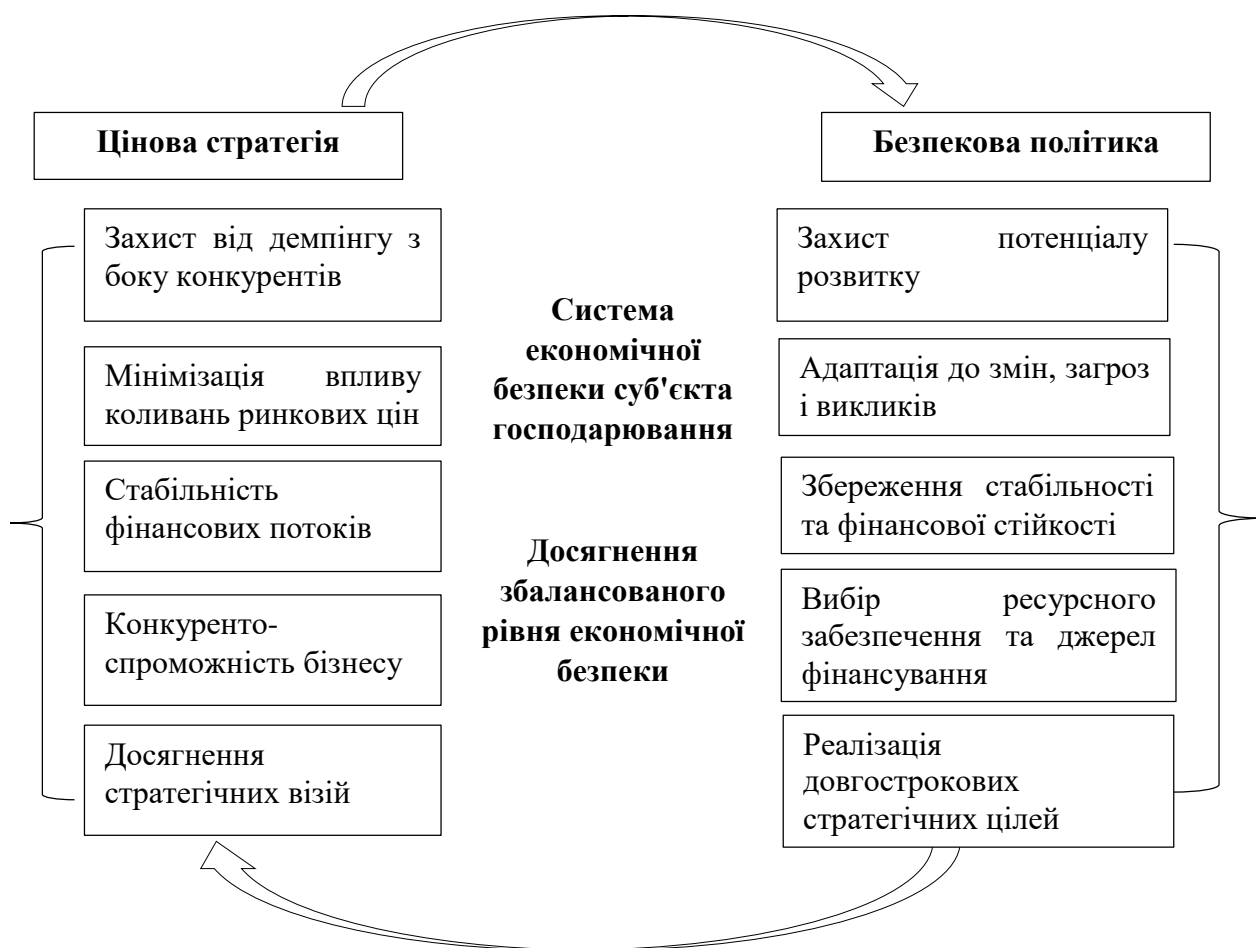 Цінова стратегія
Безпекова політика
Захист від демпінгу з
боку конкурентів
Мінімізація впливу
коливань ринкових цін
Стабільність
фінансових потоків
Конкуренто-
спроможність бізнесу
Досягнення
стратегічних візій
Система
економічної
безпеки суб'єкта
господарювання
Досягнення
збалансованого
рівня економічної
безпеки
Захист потенціалу
розвитку
Адаптація до змін, загроз
і викликів
Збереження стабільності
та фінансової стійкості
Вибір ресурсного
забезпечення та джерел
фінансування
Реалізація
довгострокових
стратегічних цілей